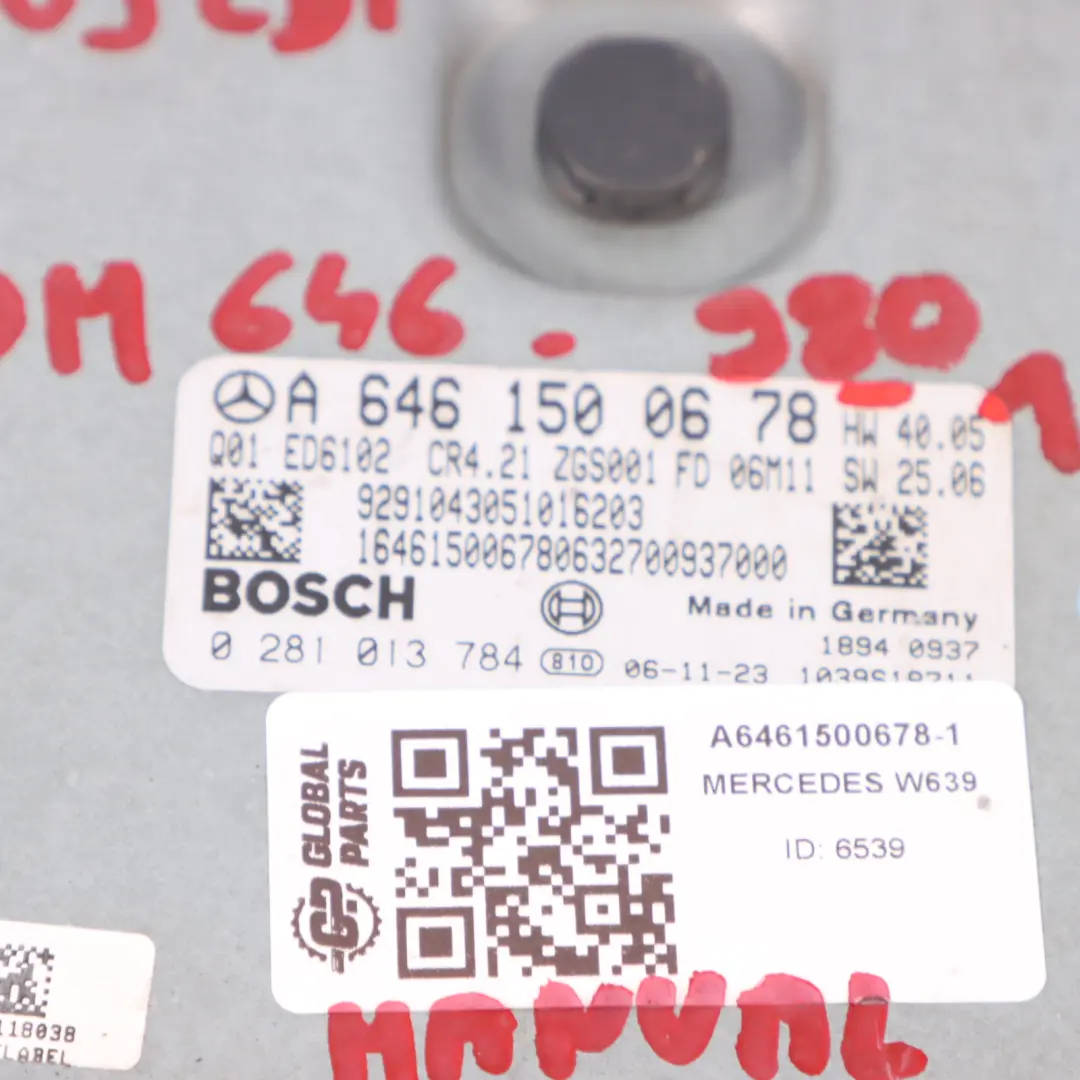 OM 646.980
A 646 150 06 78 HW 40.05
Q01 ED6102 CR4.21 ZGS001 FD 06M11 SW 25.06
9291043051016203
164615006780632700937000
BOSCH
Made in Germany
0 281 013 784 810 06-11-23
1894 0937
GLOBAL PARTS
GP
A6461500678-1
MERCEDES W639
ID: 6539
118038
LABEL
MANUAL